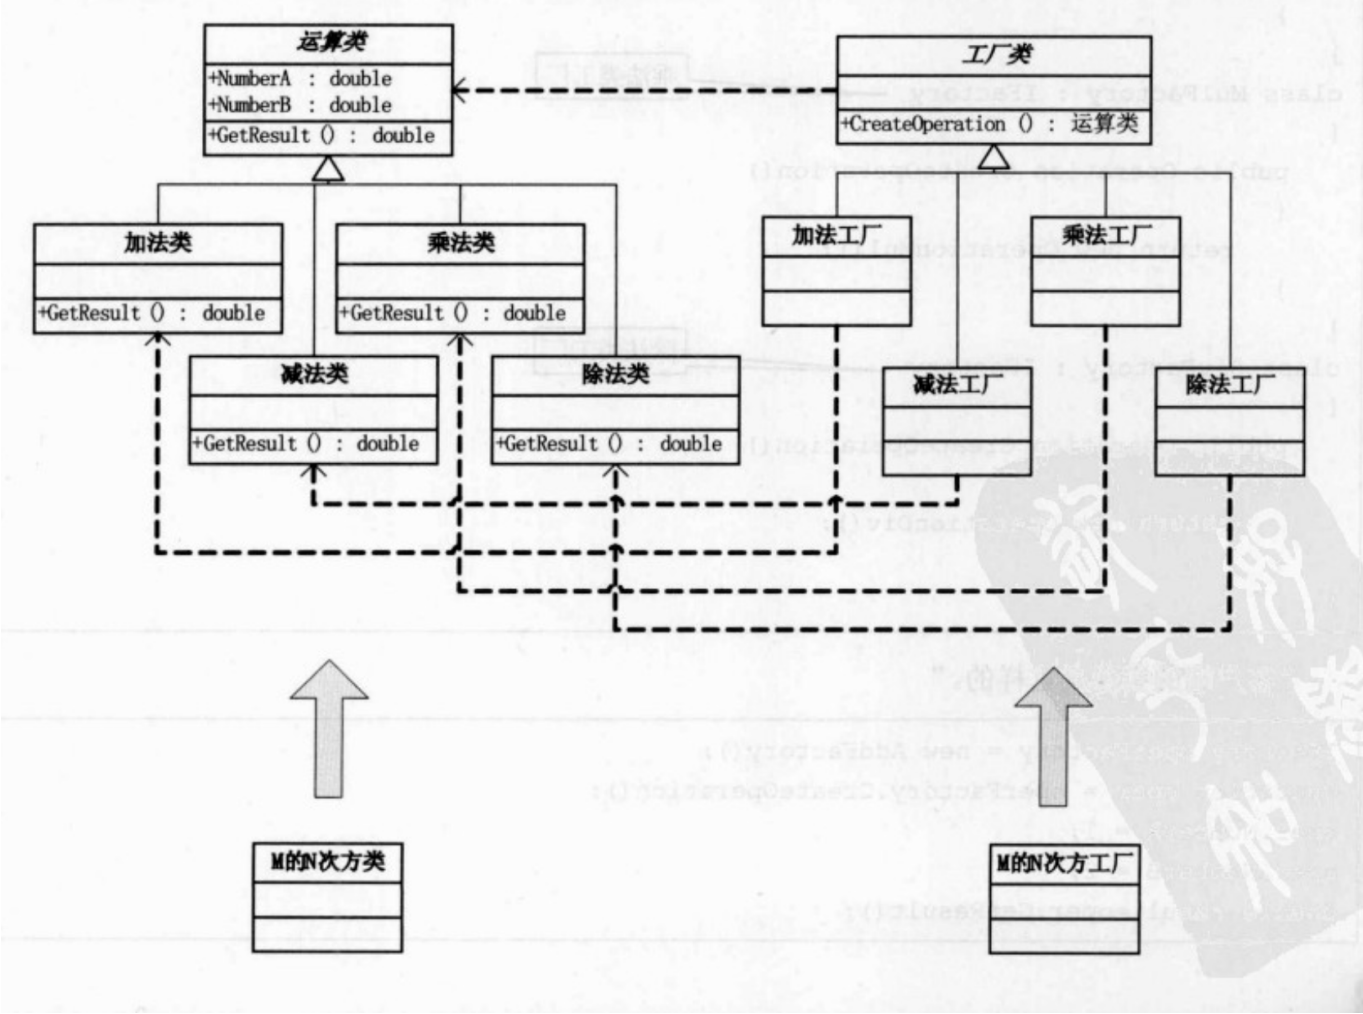 运算类
+NumberA : double
+NumberB : double
+GetResult () : double
工厂类
+CreateOperation () : 运算类
加法类
+GetResult () : double
乘法类
+GetResult () : double
减法类
+GetResult () : double
除法类
+GetResult () : double
加法工厂
乘法工厂
减法工厂
除法工厂
M的N次方类
M的N次方工厂